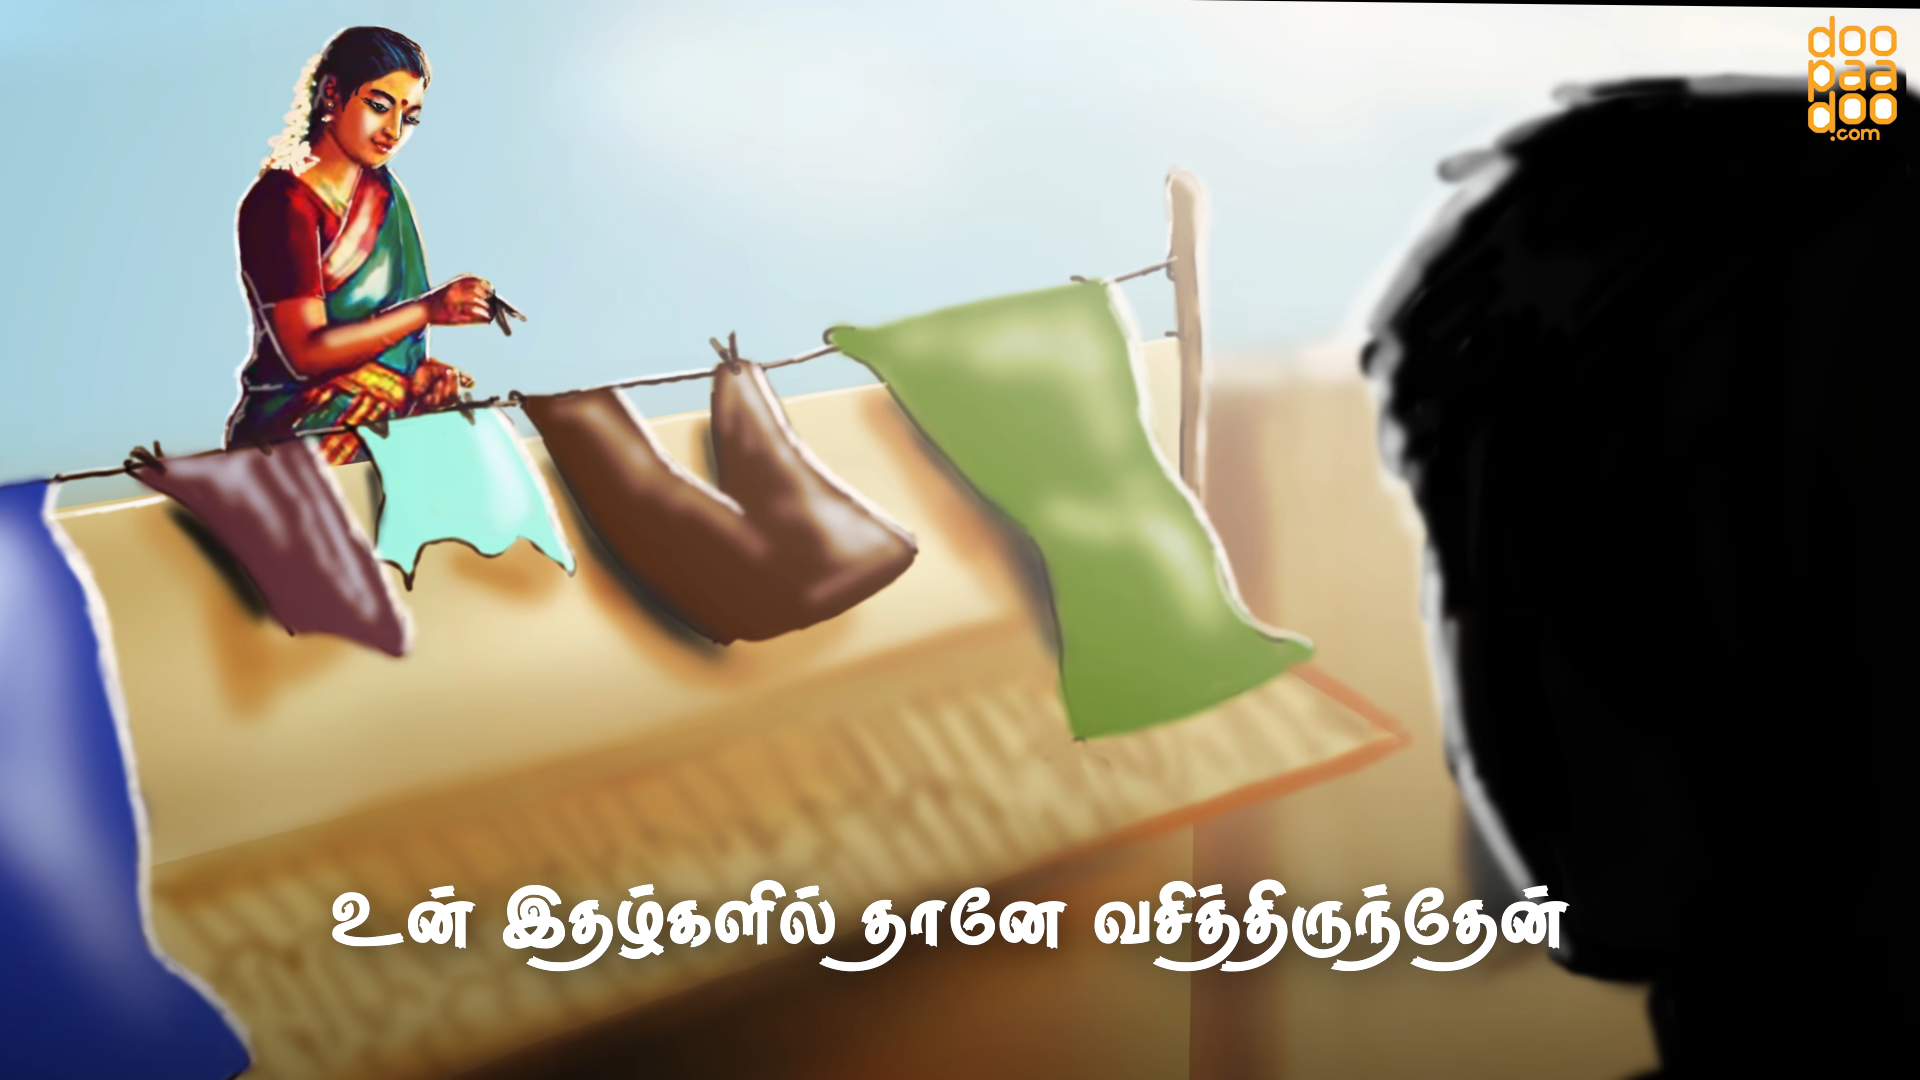 doo
paa
doo
.com
உன் இதழ்களில் தானே வசித்திருந்தேன்